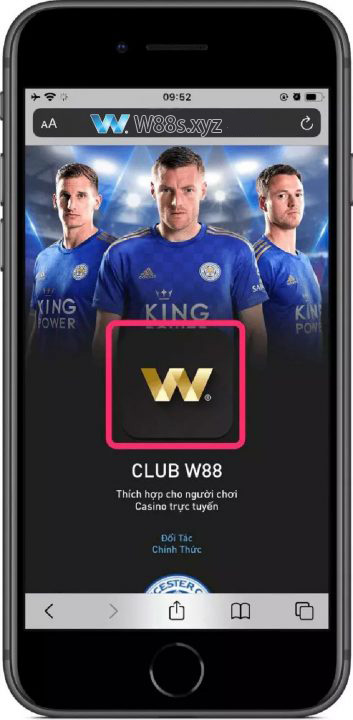 09:52
AA
W. W88s.xyz
KING
POWER
KING
POWER
KING
POWER
W®
CLUB W88
Thích hợp cho người chơi
Casino trực tuyến
Đối Tác
Chính Thức